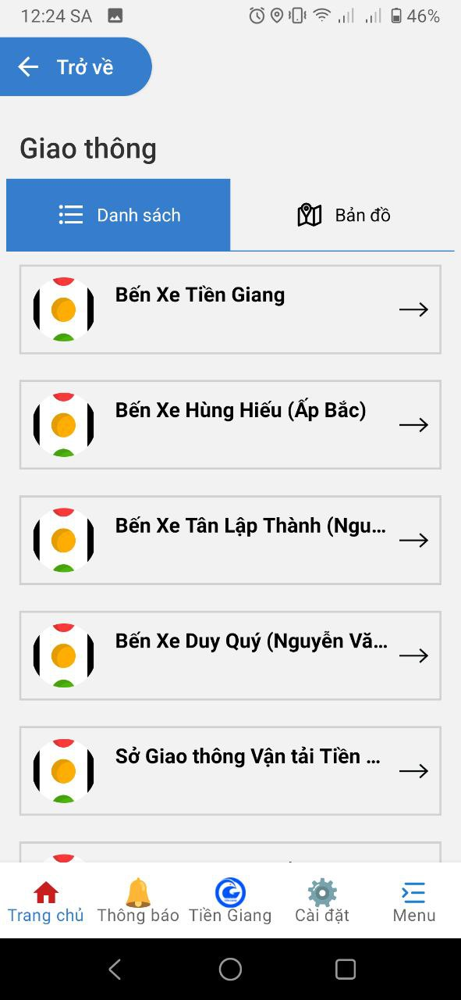 12:24 SA
46%
Trở về
Giao thông
Danh sách
Bản đồ
Bến Xe Tiền Giang
Bến Xe Hùng Hiếu (Ấp Bắc)
Bến Xe Tân Lập Thành (Ngu...
Bến Xe Duy Quý (Nguyễn Vă...
Sở Giao thông Vận tải Tiền ...
Trang chủ
Thông báo
Tiền Giang
Cài đặt
Menu